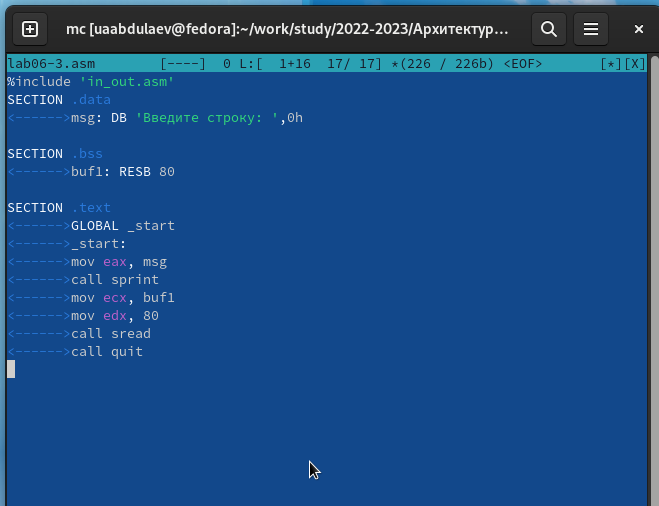 mc [uaabdulaev@fedora]:~/work/study/2022-2023/Архитектур…
lab06-3.asm [----] 0 L:[ 1+16 17/ 17] *(226 / 226b) <EOF> [*][X]
%include 'in_out.asm'
SECTION .data
<------>msg: DB 'Введите строку: ',0h
SECTION .bss
<------>buf1: RESB 80
SECTION .text
<------>GLOBAL _start
<------>_start:
<------>mov eax, msg
<------>call sprint
<------>mov ecx, buf1
<------>mov edx, 80
<------>call sread
<------>call quit